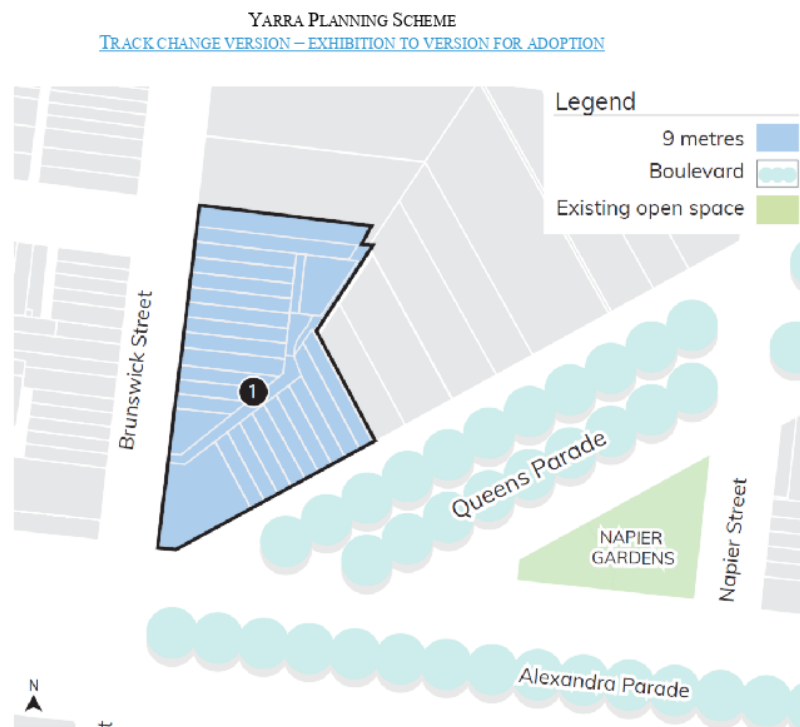 YARRA PLANNING SCHEME
TRACK CHANGE VERSION – EXHIBITION TO VERSION FOR ADOPTION
Legend
9 metres
Boulevard
Existing open space
Brunswick Street
1
Queens Parade
NAPIER
GARDENS
Napier Street
Alexandra Parade
N